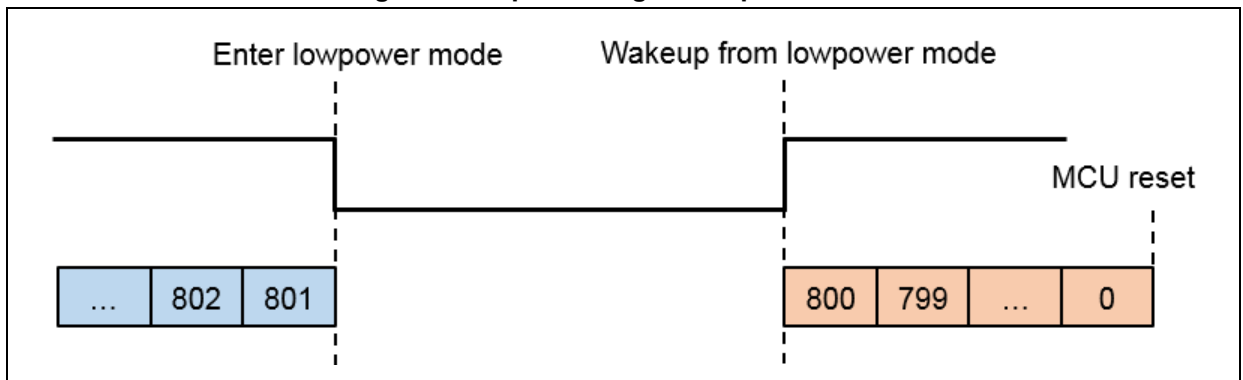 Enter lowpower mode
Wakeup from lowpower mode
MCU reset
... 802 801
800 799 ... 0